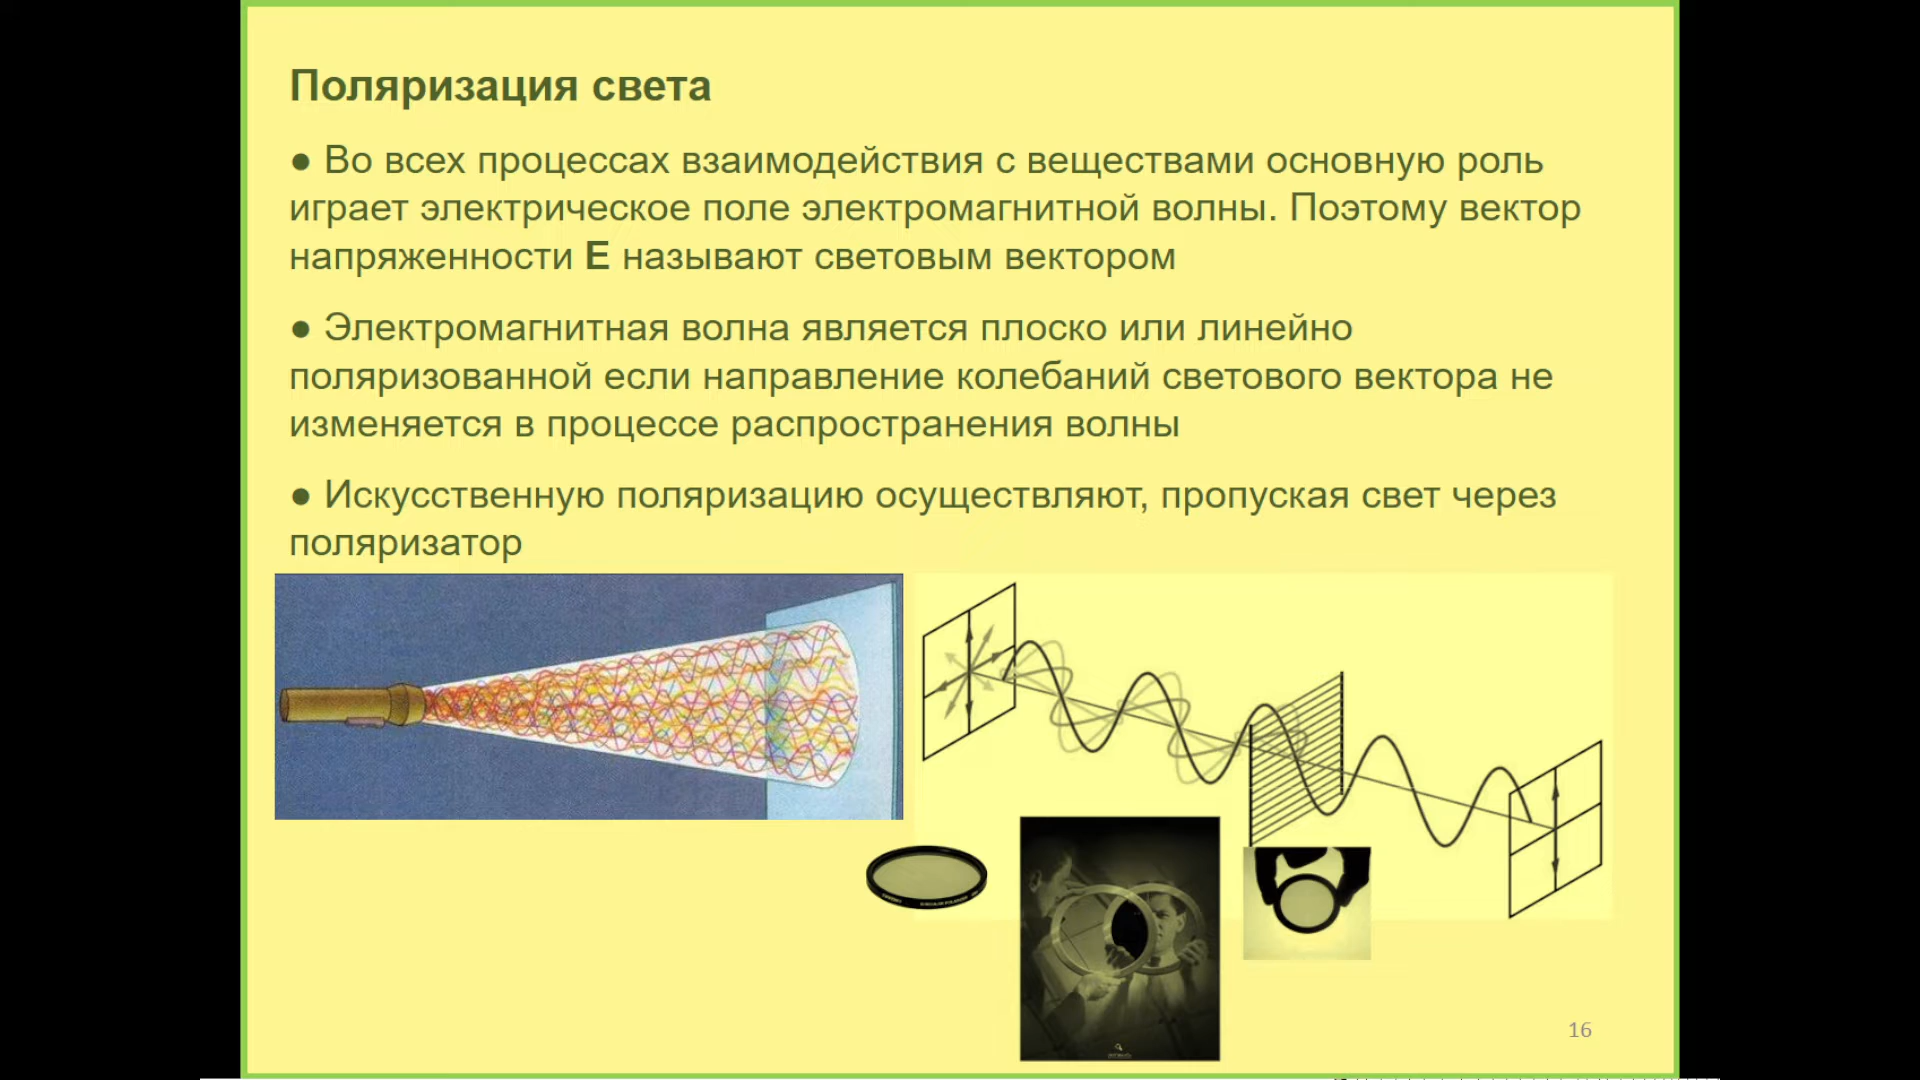 Поляризация света
● Во всех процессах взаимодействия с веществами основную роль
играет электрическое поле электромагнитной волны. Поэтому вектор
напряженности E называют световым вектором
● Электромагнитная волна является плоско или линейно
поляризованной если направление колебаний светового вектора не
изменяется в процессе распространения волны
● Искусственную поляризацию осуществляют, пропуская свет через
поляризатор
16